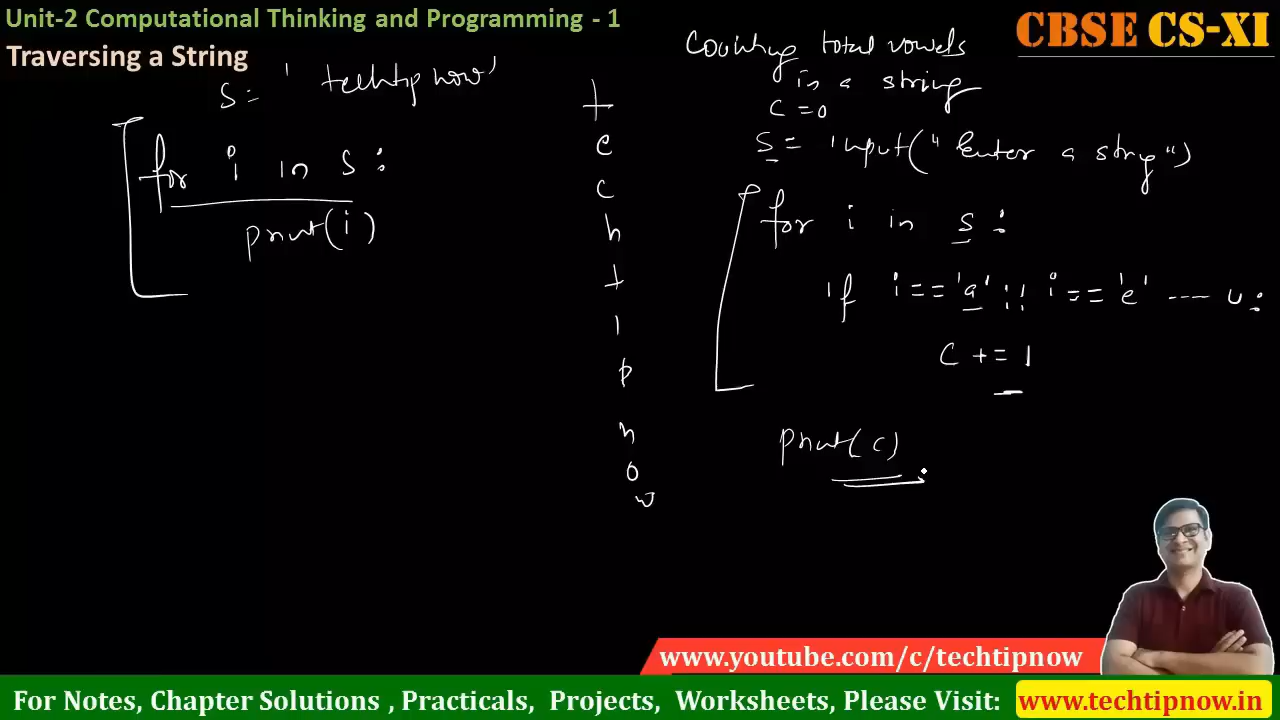 Unit-2 Computational Thinking and Programming - 1
Traversing a String
CBSE CS-XI
s = 'techtipnow'
for i in s:
print(i)
t
e
c
h
t
i
p
n
o
w
Counting total vowels
in a string
c = 0
s = input("Enter a string")
for i in s:
if i == 'a' || i == 'e' ---- u:
c += 1
print(c)
www.youtube.com/c/techtipnow
For Notes, Chapter Solutions , Practicals, Projects, Worksheets, Please Visit: www.techtipnow.in